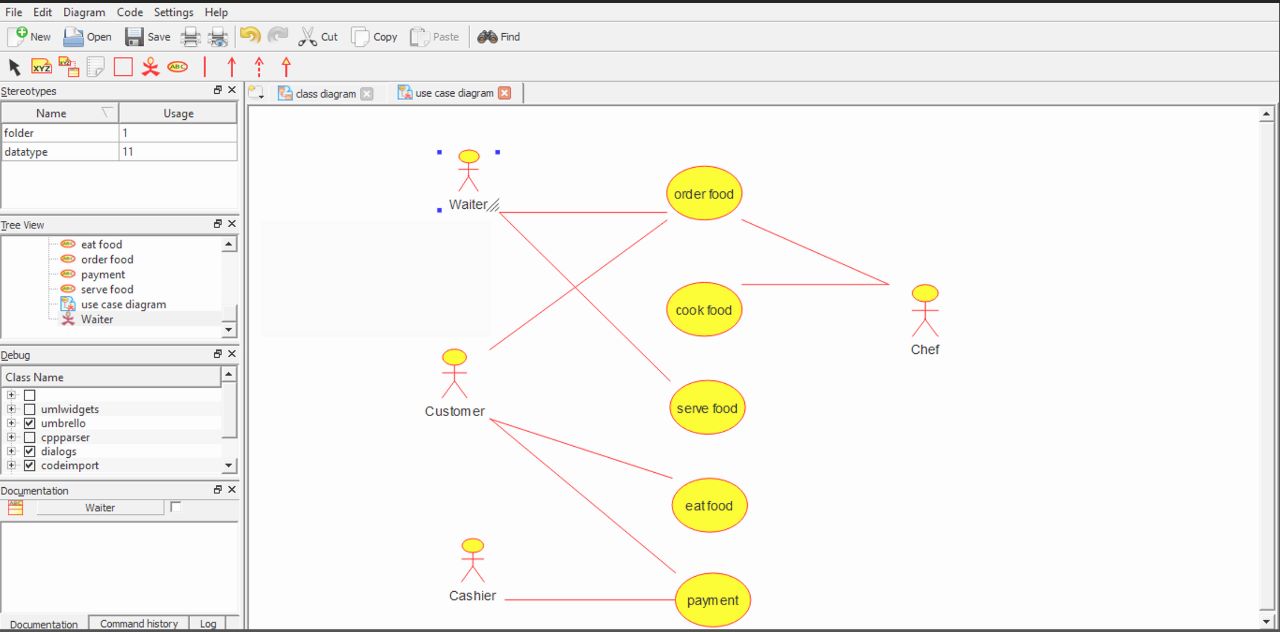 File Edit Diagram Code Settings Help
New Open Save Cut Copy Paste Find
XYZ ABC
Stereotypes
Name Usage
folder 1
datatype 11
Tree View
eat food
order food
payment
serve food
use case diagram
Waiter
Debug
Class Name
umlwidgets
umbrello
cppparser
dialogs
codeimport
Documentation
Waiter
Documentation Command history Log
class diagram use case diagram
Waiter
order food
cook food
Chef
Customer
serve food
eat food
Cashier
payment